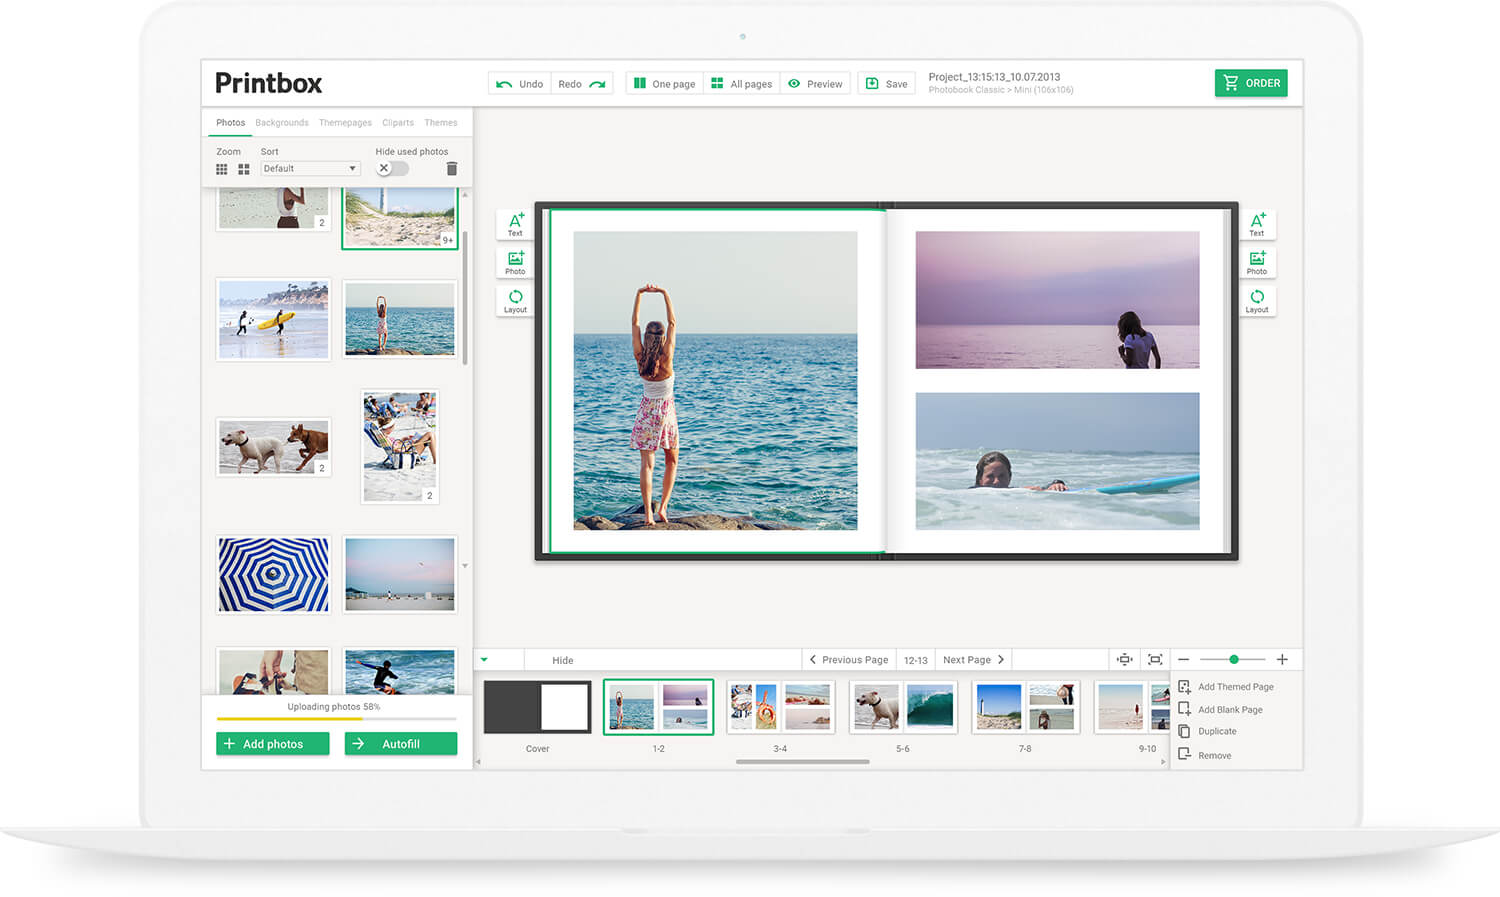 Printbox
Undo
Redo
One page
All pages
Preview
Save
Project_13:15:13_10.07.2013
Photobook Classic > Mini (106x106)
ORDER
Photos
Backgrounds
Themepages
Cliparts
Themes
Zoom
Sort
Hide used photos
Default
2
9+
2
2
Uploading photos 58%
Add photos
Autofill
A+
Text
Photo
Layout
A+
Text
Photo
Layout
Hide
Previous Page
12-13
Next Page
Cover
1-2
3-4
5-6
7-8
9-10
Add Themed Page
Add Blank Page
Duplicate
Remove